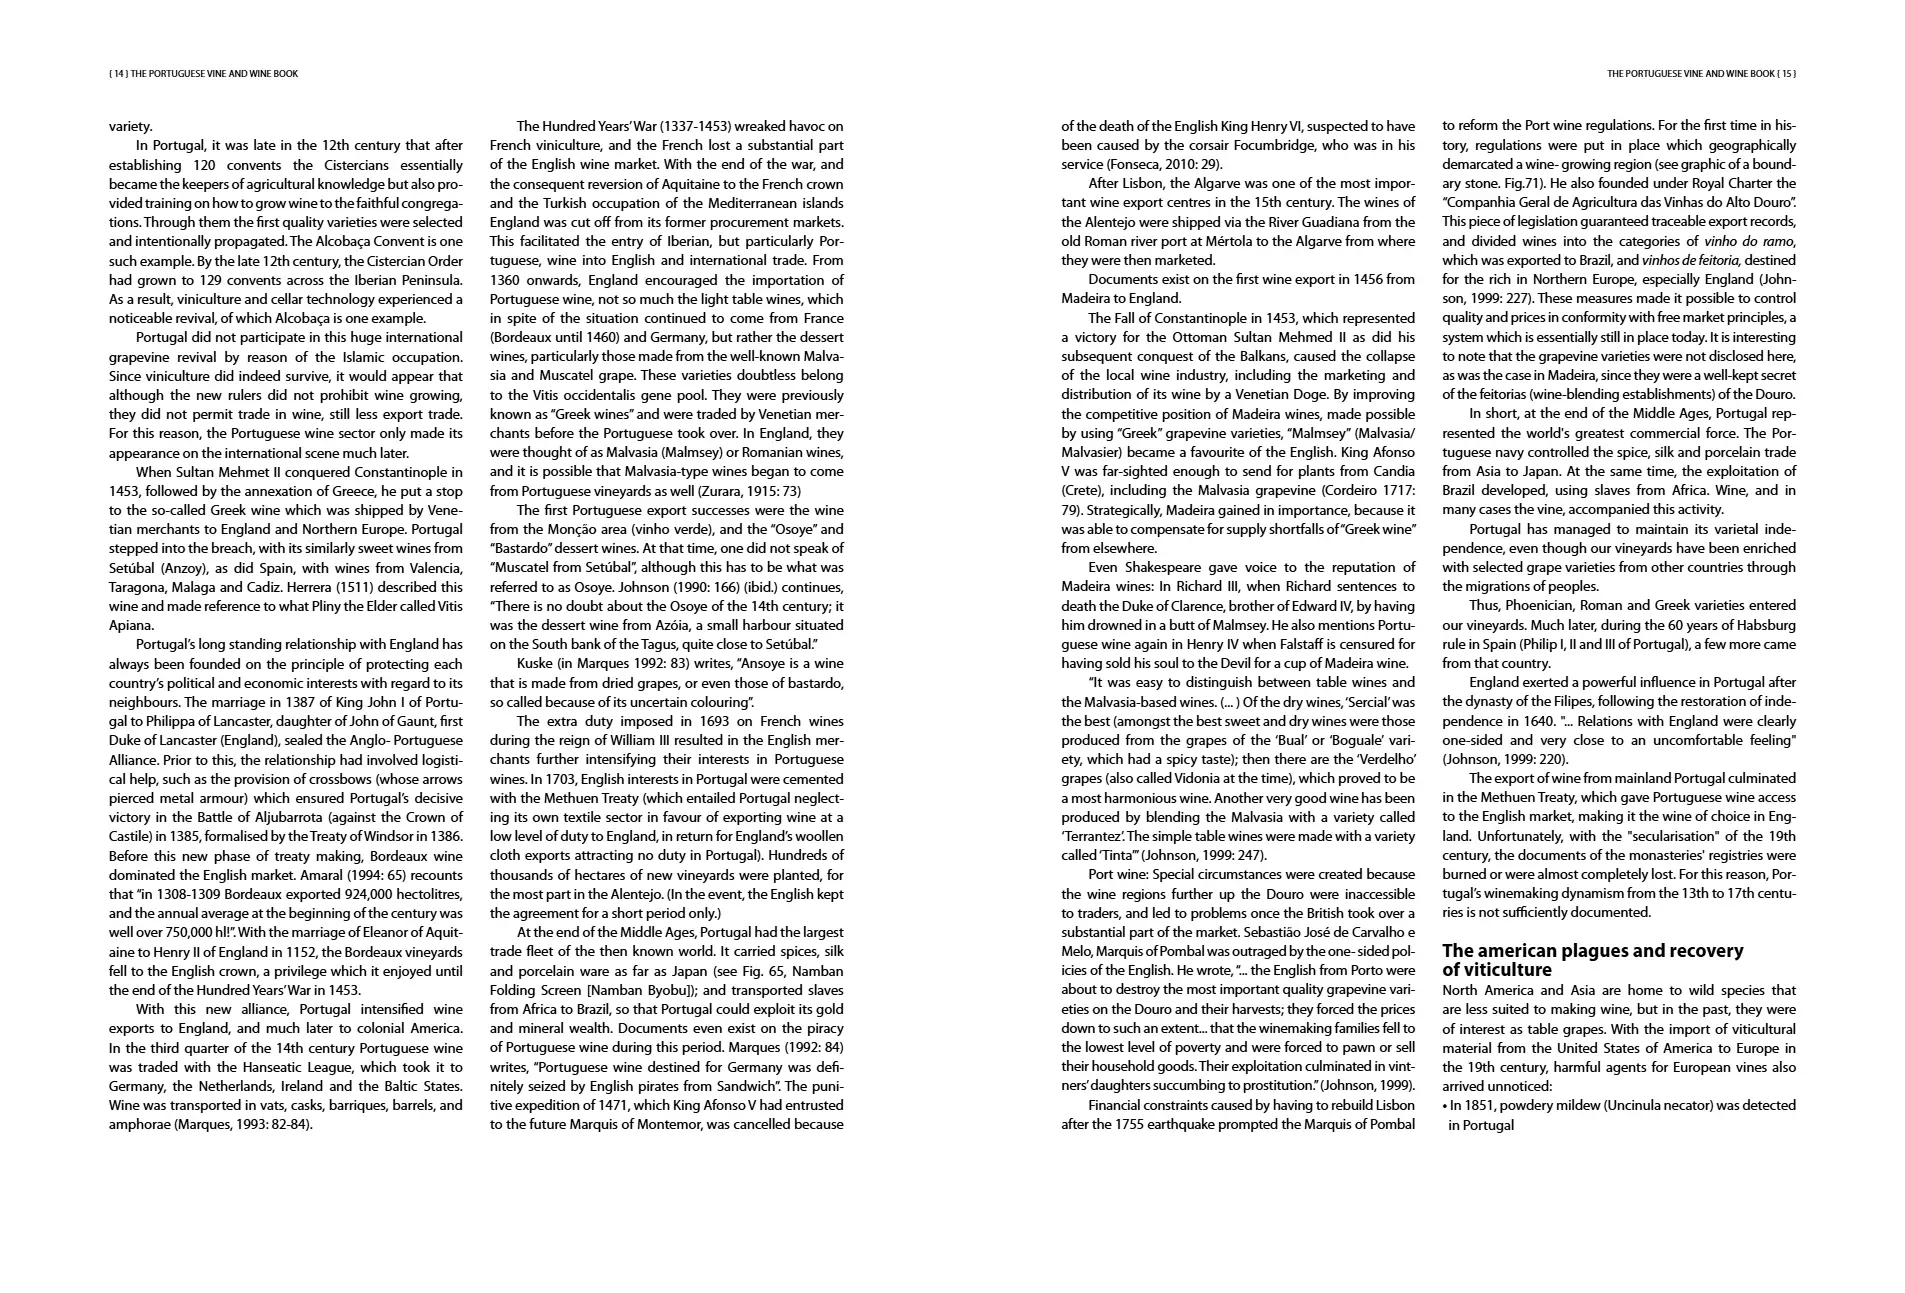 { 14 } THE PORTUGUESE VINE AND WINE BOOK
variety.
In Portugal, it was late in the 12th century that after
establishing 120 convents the Cistercians essentially
became the keepers of agricultural knowledge but also pro-
vided training on how to grow wine to the faithful congrega-
tions. Through them the first quality varieties were selected
and intentionally propagated. The Alcobaça Convent is one
such example. By the late 12th century, the Cistercian Order
had grown to 129 convents across the Iberian Peninsula.
As a result, viniculture and cellar technology experienced a
noticeable revival, of which Alcobaça is one example.
Portugal did not participate in this huge international
grapevine revival by reason of the Islamic occupation.
Since viniculture did indeed survive, it would appear that
although the new rulers did not prohibit wine growing,
they did not permit trade in wine, still less export trade.
For this reason, the Portuguese wine sector only made its
appearance on the international scene much later.
When Sultan Mehmet II conquered Constantinople in
1453, followed by the annexation of Greece, he put a stop
to the so-called Greek wine which was shipped by Vene-
tian merchants to England and Northern Europe. Portugal
stepped into the breach, with its similarly sweet wines from
Setúbal (Anzoy), as did Spain, with wines from Valencia,
Taragona, Malaga and Cadiz. Herrera (1511) described this
wine and made reference to what Pliny the Elder called Vitis
Apiana.
Portugal's long standing relationship with England has
always been founded on the principle of protecting each
country's political and economic interests with regard to its
neighbours. The marriage in 1387 of King John I of Portu-
gal to Philippa of Lancaster, daughter of John of Gaunt, first
Duke of Lancaster (England), sealed the Anglo- Portuguese
Alliance. Prior to this, the relationship had involved logisti-
cal help, such as the provision of crossbows (whose arrows
pierced metal armour) which ensured Portugal's decisive
victory in the Battle of Aljubarrota (against the Crown of
Castile) in 1385, formalised by the Treaty of Windsor in 1386.
Before this new phase of treaty making, Bordeaux wine
dominated the English market. Amaral (1994: 65) recounts
that "in 1308-1309 Bordeaux exported 924,000 hectolitres,
and the annual average at the beginning of the century was
well over 750,000 hl!". With the marriage of Eleanor of Aquit-
aine to Henry II of England in 1152, the Bordeaux vineyards
fell to the English crown, a privilege which it enjoyed until
the end of the Hundred Years' War in 1453.
With this new alliance, Portugal intensified wine
exports to England, and much later to colonial America.
In the third quarter of the 14th century Portuguese wine
was traded with the Hanseatic League, which took it to
Germany, the Netherlands, Ireland and the Baltic States.
Wine was transported in vats, casks, barriques, barrels, and
amphorae (Marques, 1993: 82-84).
The Hundred Years' War (1337-1453) wreaked havoc on
French viniculture, and the French lost a substantial part
of the English wine market. With the end of the war, and
the consequent reversion of Aquitaine to the French crown
and the Turkish occupation of the Mediterranean islands
England was cut off from its former procurement markets.
This facilitated the entry of Iberian, but particularly Por-
tuguese, wine into English and international trade. From
1360 onwards, England encouraged the importation of
Portuguese wine, not so much the light table wines, which
in spite of the situation continued to come from France
(Bordeaux until 1460) and Germany, but rather the dessert
wines, particularly those made from the well-known Malva-
sia and Muscatel grape. These varieties doubtless belong
to the Vitis occidentalis gene pool. They were previously
known as "Greek wines" and were traded by Venetian mer-
chants before the Portuguese took over. In England, they
were thought of as Malvasia (Malmsey) or Romanian wines,
and it is possible that Malvasia-type wines began to come
from Portuguese vineyards as well (Zurara, 1915: 73)
The first Portuguese export successes were the wine
from the Monção area (vinho verde), and the "Osoye" and
"Bastardo" dessert wines. At that time, one did not speak of
"Muscatel from Setúbal", although this has to be what was
referred to as Osoye. Johnson (1990: 166) (ibid.) continues,
"There is no doubt about the Osoye of the 14th century; it
was the dessert wine from Azóia, a small harbour situated
on the South bank of the Tagus, quite close to Setúbal."
Kuske (in Marques 1992: 83) writes, "Ansoye is a wine
that is made from dried grapes, or even those of bastardo,
so called because of its uncertain colouring".
The extra duty imposed in 1693 on French wines
during the reign of William III resulted in the English mer-
chants further intensifying their interests in Portuguese
wines. In 1703, English interests in Portugal were cemented
with the Methuen Treaty (which entailed Portugal neglect-
ing its own textile sector in favour of exporting wine at a
low level of duty to England, in return for England's woollen
cloth exports attracting no duty in Portugal). Hundreds of
thousands of hectares of new vineyards were planted, for
the most part in the Alentejo. (In the event, the English kept
the agreement for a short period only.)
At the end of the Middle Ages, Portugal had the largest
trade fleet of the then known world. It carried spices, silk
and porcelain ware as far as Japan (see Fig. 65, Namban
Folding Screen [Namban Byobu]); and transported slaves
from Africa to Brazil, so that Portugal could exploit its gold
and mineral wealth. Documents even exist on the piracy
of Portuguese wine during this period. Marques (1992: 84)
writes, "Portuguese wine destined for Germany was defi-
nitely seized by English pirates from Sandwich". The puni-
tive expedition of 1471, which King Afonso V had entrusted
to the future Marquis of Montemor, was cancelled because
THE PORTUGUESE VINE AND WINE BOOK { 15 }
of the death of the English King Henry VI, suspected to have
been caused by the corsair Focumbridge, who was in his
service (Fonseca, 2010: 29).
After Lisbon, the Algarve was one of the most impor-
tant wine export centres in the 15th century. The wines of
the Alentejo were shipped via the River Guadiana from the
old Roman river port at Mértola to the Algarve from where
they were then marketed.
Documents exist on the first wine export in 1456 from
Madeira to England.
The Fall of Constantinople in 1453, which represented
a victory for the Ottoman Sultan Mehmed II as did his
subsequent conquest of the Balkans, caused the collapse
of the local wine industry, including the marketing and
distribution of its wine by a Venetian Doge. By improving
the competitive position of Madeira wines, made possible
by using "Greek" grapevine varieties, "Malmsey" (Malvasia/
Malvasier) became a favourite of the English. King Afonso
V was far-sighted enough to send for plants from Candia
(Crete), including the Malvasia grapevine (Cordeiro 1717:
79). Strategically, Madeira gained in importance, because it
was able to compensate for supply shortfalls of "Greek wine"
from elsewhere.
Even Shakespeare gave voice to the reputation of
Madeira wines: In Richard III, when Richard sentences to
death the Duke of Clarence, brother of Edward IV, by having
him drowned in a butt of Malmsey. He also mentions Portu-
guese wine again in Henry IV when Falstaff is censured for
having sold his soul to the Devil for a cup of Madeira wine.
"It was easy to distinguish between table wines and
the Malvasia-based wines. (... ) Of the dry wines, 'Sercial' was
the best (amongst the best sweet and dry wines were those
produced from the grapes of the 'Bual' or 'Boguale' vari-
ety, which had a spicy taste); then there are the 'Verdelho'
grapes (also called Vidonia at the time), which proved to be
a most harmonious wine. Another very good wine has been
produced by blending the Malvasia with a variety called
'Terrantez'. The simple table wines were made with a variety
called 'Tinta'" (Johnson, 1999: 247).
Port wine: Special circumstances were created because
the wine regions further up the Douro were inaccessible
to traders, and led to problems once the British took over a
substantial part of the market. Sebastião José de Carvalho e
Melo, Marquis of Pombal was outraged by the one- sided pol-
icies of the English. He wrote, "... the English from Porto were
about to destroy the most important quality grapevine vari-
eties on the Douro and their harvests; they forced the prices
down to such an extent... that the winemaking families fell to
the lowest level of poverty and were forced to pawn or sell
their household goods. Their exploitation culminated in vint-
ners' daughters succumbing to prostitution." (Johnson, 1999).
Financial constraints caused by having to rebuild Lisbon
after the 1755 earthquake prompted the Marquis of Pombal
to reform the Port wine regulations. For the first time in his-
tory, regulations were put in place which geographically
demarcated a wine- growing region (see graphic of a bound-
ary stone. Fig.71). He also founded under Royal Charter the
"Companhia Geral de Agricultura das Vinhas do Alto Douro".
This piece of legislation guaranteed traceable export records,
and divided wines into the categories of vinho do ramo,
which was exported to Brazil, and vinhos de feitoria, destined
for the rich in Northern Europe, especially England (John-
son, 1999: 227). These measures made it possible to control
quality and prices in conformity with free market principles, a
system which is essentially still in place today. It is interesting
to note that the grapevine varieties were not disclosed here,
as was the case in Madeira, since they were a well-kept secret
of the feitorias (wine-blending establishments) of the Douro.
In short, at the end of the Middle Ages, Portugal rep-
resented the world's greatest commercial force. The Por-
tuguese navy controlled the spice, silk and porcelain trade
from Asia to Japan. At the same time, the exploitation of
Brazil developed, using slaves from Africa. Wine, and in
many cases the vine, accompanied this activity.
Portugal has managed to maintain its varietal inde-
pendence, even though our vineyards have been enriched
with selected grape varieties from other countries through
the migrations of peoples.
Thus, Phoenician, Roman and Greek varieties entered
our vineyards. Much later, during the 60 years of Habsburg
rule in Spain (Philip I, II and III of Portugal), a few more came
from that country.
England exerted a powerful influence in Portugal after
the dynasty of the Filipes, following the restoration of inde-
pendence in 1640. "... Relations with England were clearly
one-sided and very close to an uncomfortable feeling"
(Johnson, 1999: 220).
The export of wine from mainland Portugal culminated
in the Methuen Treaty, which gave Portuguese wine access
to the English market, making it the wine of choice in Eng-
land. Unfortunately, with the "secularisation" of the 19th
century, the documents of the monasteries' registries were
burned or were almost completely lost. For this reason, Por-
tugal's winemaking dynamism from the 13th to 17th centu-
ries is not sufficiently documented.
The american plagues and recovery
of viticulture
North America and Asia are home to wild species that
are less suited to making wine, but in the past, they were
of interest as table grapes. With the import of viticultural
material from the United States of America to Europe in
the 19th century, harmful agents for European vines also
arrived unnoticed:
• In 1851, powdery mildew (Uncinula necator) was detected
in Portugal